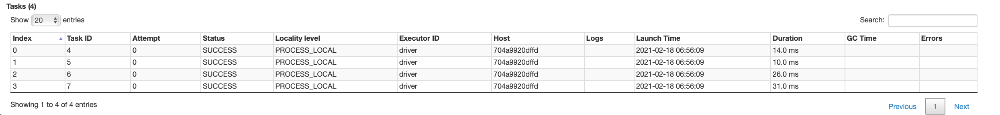 Tasks (4)
Show 20 entries Search:
Index Task ID Attempt Status Locality level Executor ID Host Logs Launch Time Duration GC Time Errors
0 4 0 SUCCESS PROCESS_LOCAL driver 704a9920dffd 2021-02-18 06:56:09 14.0 ms
1 5 0 SUCCESS PROCESS_LOCAL driver 704a9920dffd 2021-02-18 06:56:09 10.0 ms
2 6 0 SUCCESS PROCESS_LOCAL driver 704a9920dffd 2021-02-18 06:56:09 26.0 ms
3 7 0 SUCCESS PROCESS_LOCAL driver 704a9920dffd 2021-02-18 06:56:09 31.0 ms
Showing 1 to 4 of 4 entries Previous 1 Next